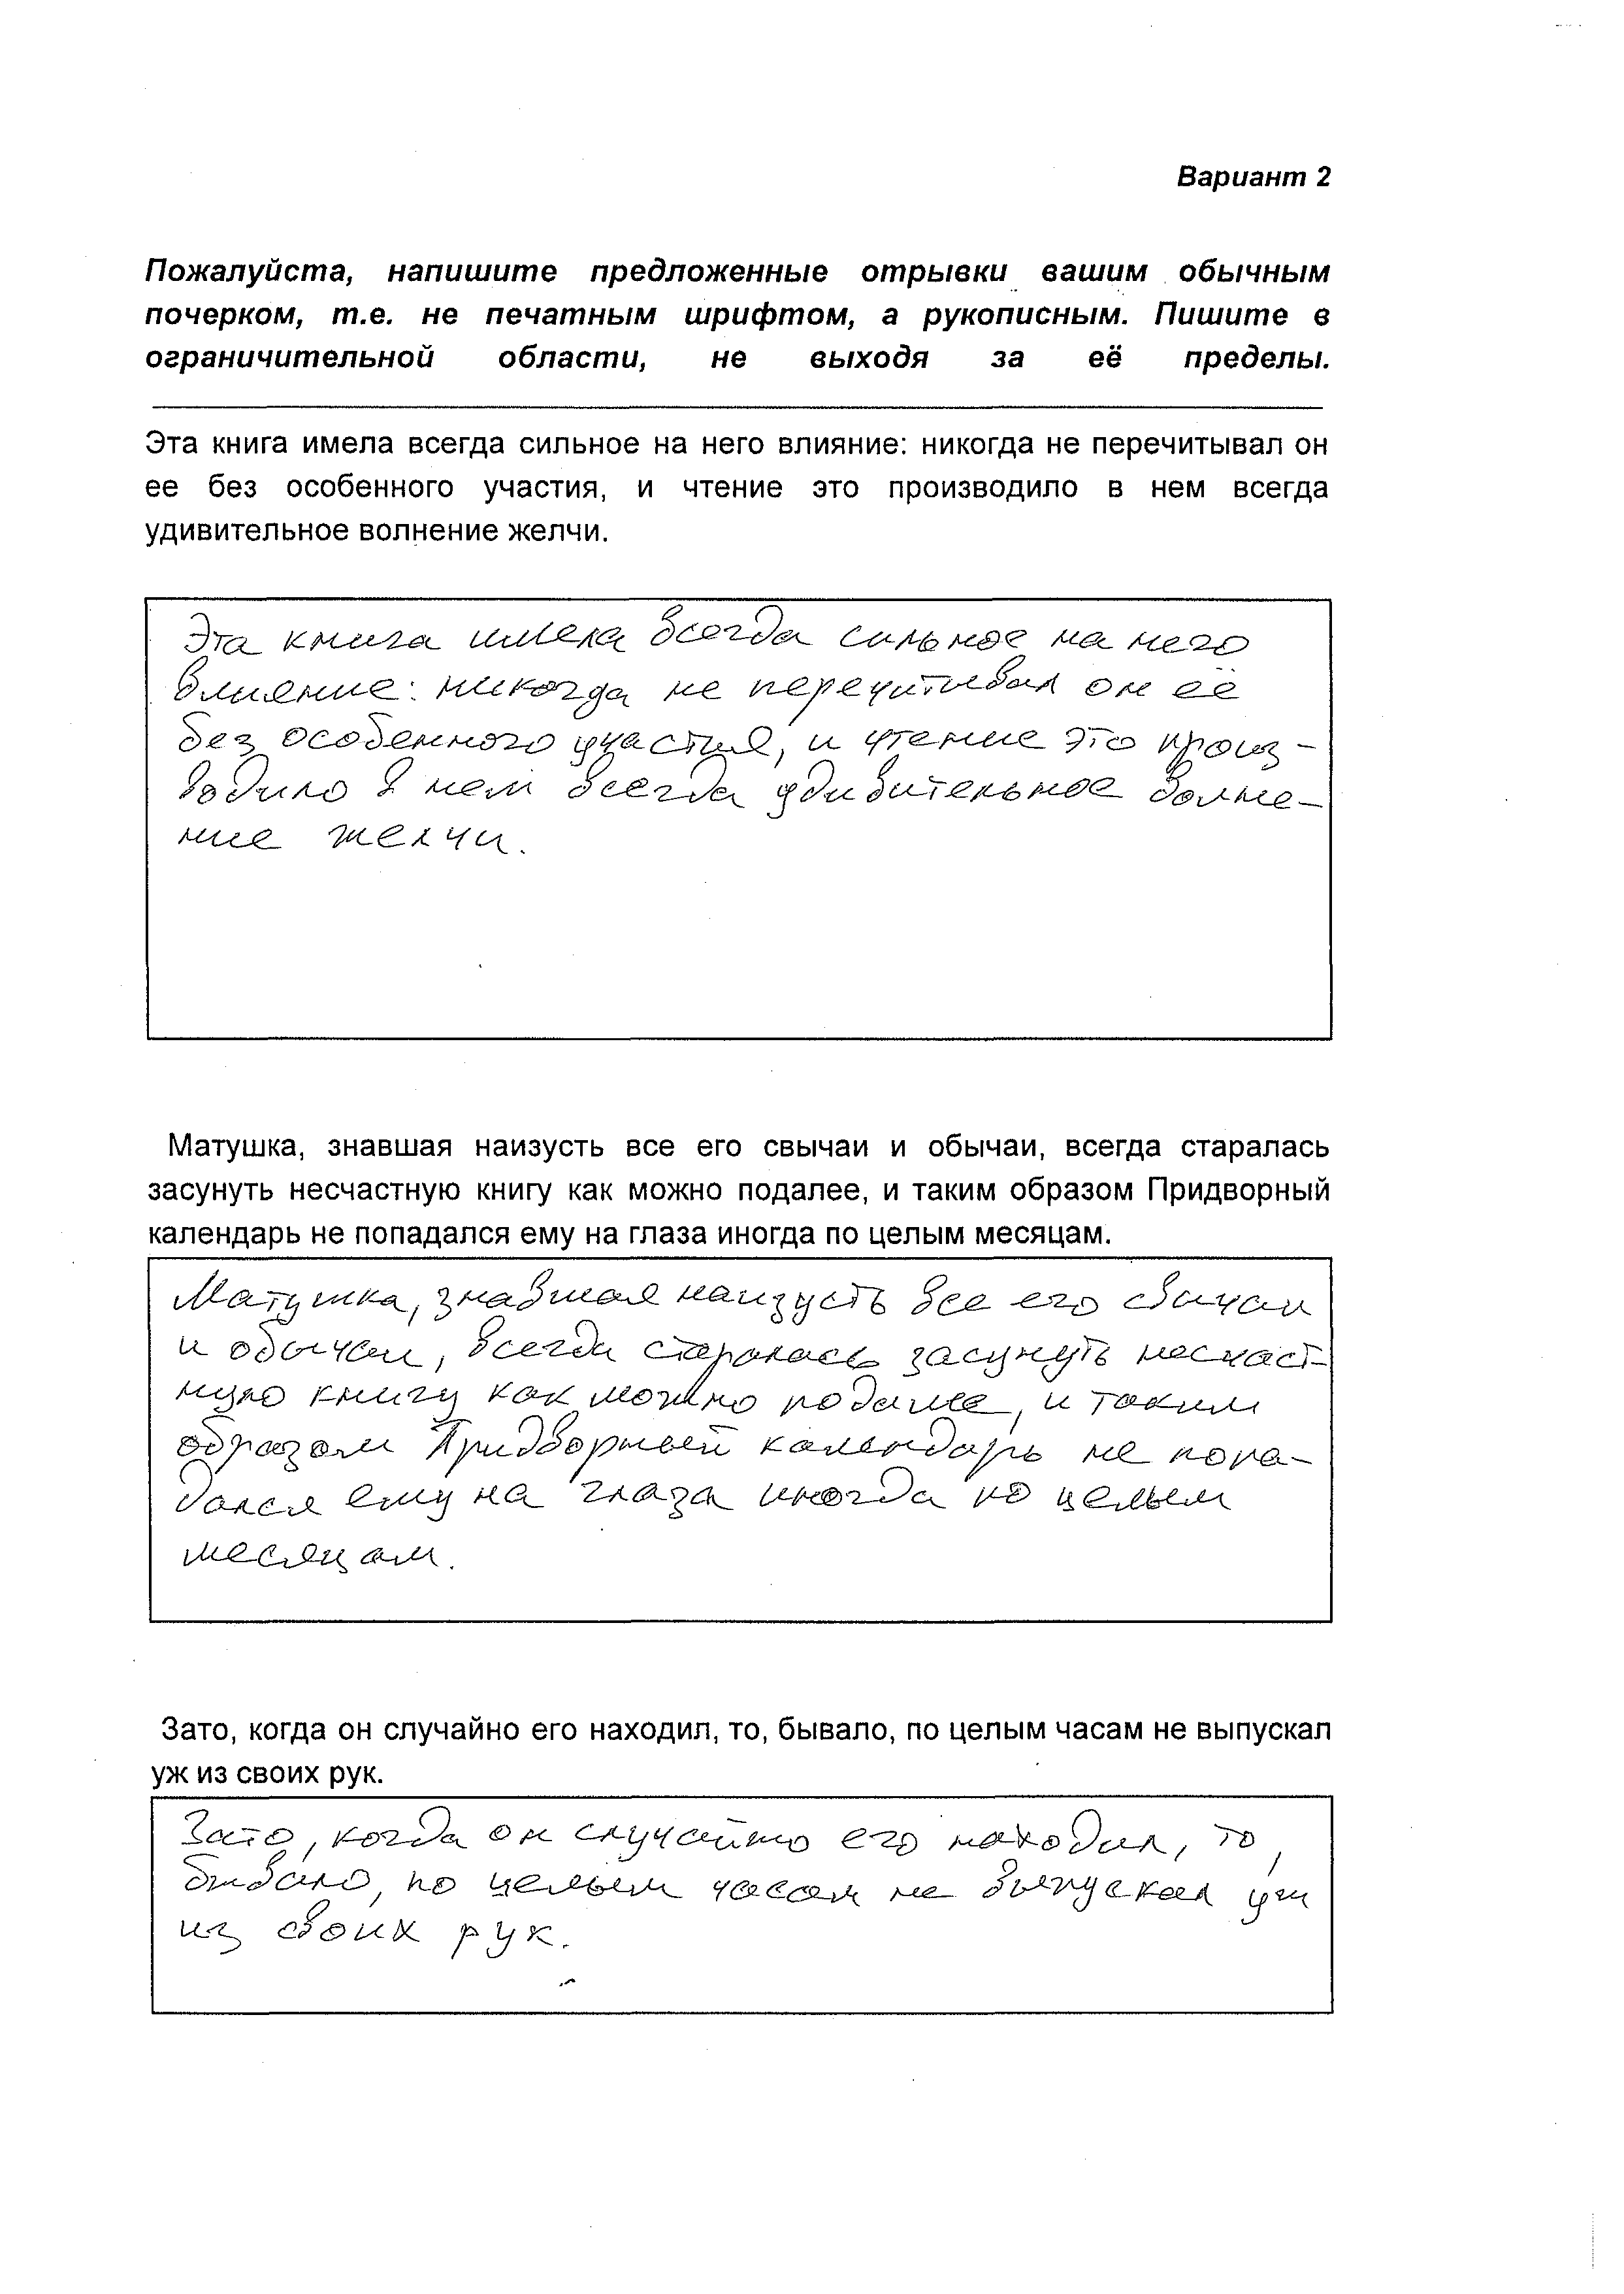 Вариант 2
Пожалуйста, напишите предложенные отрывки вашим обычным
почерком, т.е. не печатным шрифтом, а рукописным. Пишите в
ограничительной области, не выходя за её пределы.
Эта книга имела всегда сильное на него влияние: никогда не перечитывал он
ее без особенного участия, и чтение это производило в нем всегда
удивительное волнение желчи.
Эта книга имела всегда сильное на него
влияние: никогда не перечитывал он её
без особенного участия, и чтение это произ-
водило в нем всегда удивительное волне-
ние желчи.
Матушка, знавшая наизусть все его свычаи и обычаи, всегда старалась
засунуть несчастную книгу как можно подалее, и таким образом Придворный
календарь не попадался ему на глаза иногда по целым месяцам.
Матушка, знавшая наизусть все его свычаи
и обычаи, всегда старалась засунуть несчаст-
ную книгу как можно подалее, и таким
образом Придворный календарь не попа-
дался ему на глаза иногда по целым
месяцам.
Зато, когда он случайно его находил, то, бывало, по целым часам не выпускал
уж из своих рук.
Зато, когда он случайно его находил, то,
бывало, по целым часам не выпускал уж
из своих рук.